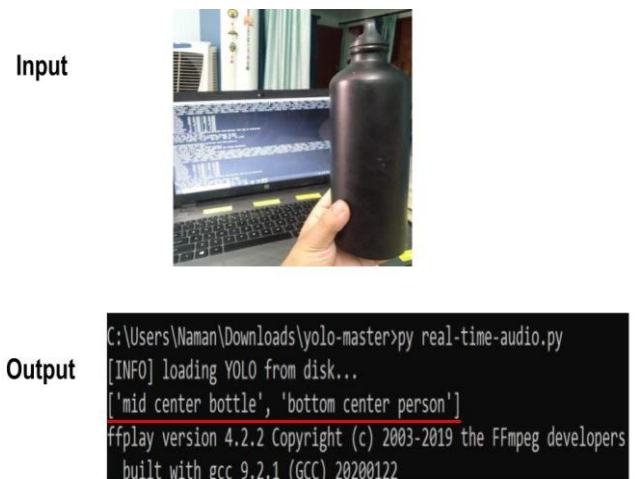 Input
Output
C:\Users\Naman\Downloads\yolo-master>py real-time-audio.py
[INFO] loading YOLO from disk...
['mid center bottle', 'bottom center person']
ffplay version 4.2.2 Copyright (c) 2003-2019 the FFmpeg developers
built with gcc 9.2.1 (GCC) 20200122